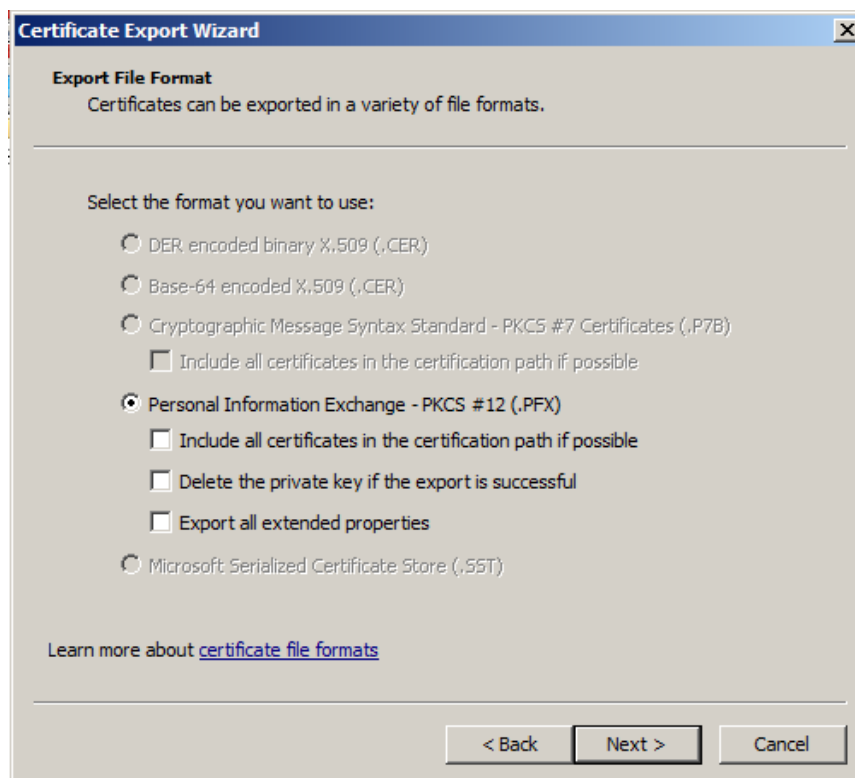 Certificate Export Wizard
Export File Format
Certificates can be exported in a variety of file formats.
Select the format you want to use:
DER encoded binary X.509 (.CER)
Base-64 encoded X.509 (.CER)
Cryptographic Message Syntax Standard - PKCS #7 Certificates (.P7B)
Include all certificates in the certification path if possible
Personal Information Exchange - PKCS #12 (.PFX)
Include all certificates in the certification path if possible
Delete the private key if the export is successful
Export all extended properties
Microsoft Serialized Certificate Store (.SST)
Learn more about certificate file formats
< Back Next > Cancel